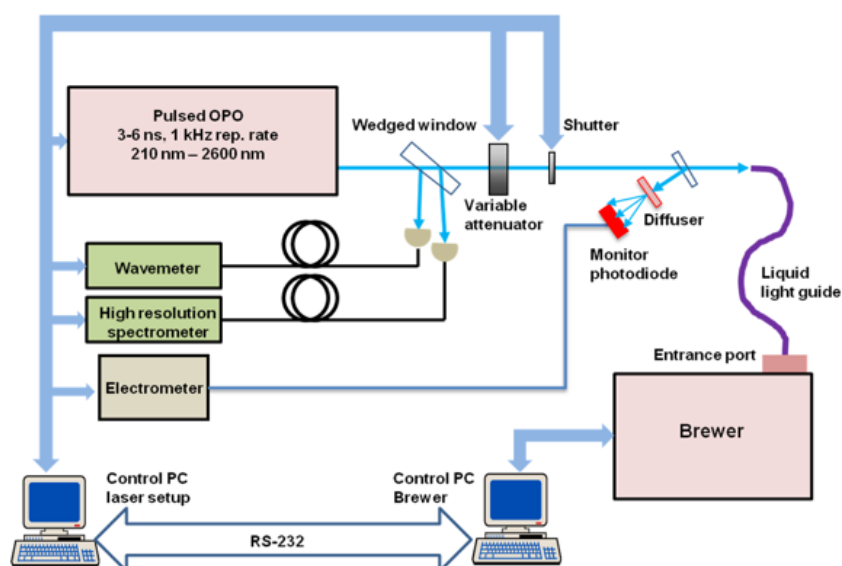 Pulsed OPO
3-6 ns, 1 kHz rep. rate
210 nm – 2600 nm
Wedged window
Shutter
Variable
attenuator
Diffuser
Monitor
photodiode
Wavemeter
High resolution
spectrometer
Liquid
light guide
Entrance port
Electrometer
Brewer
Control PC
laser setup
Control PC
Brewer
RS-232